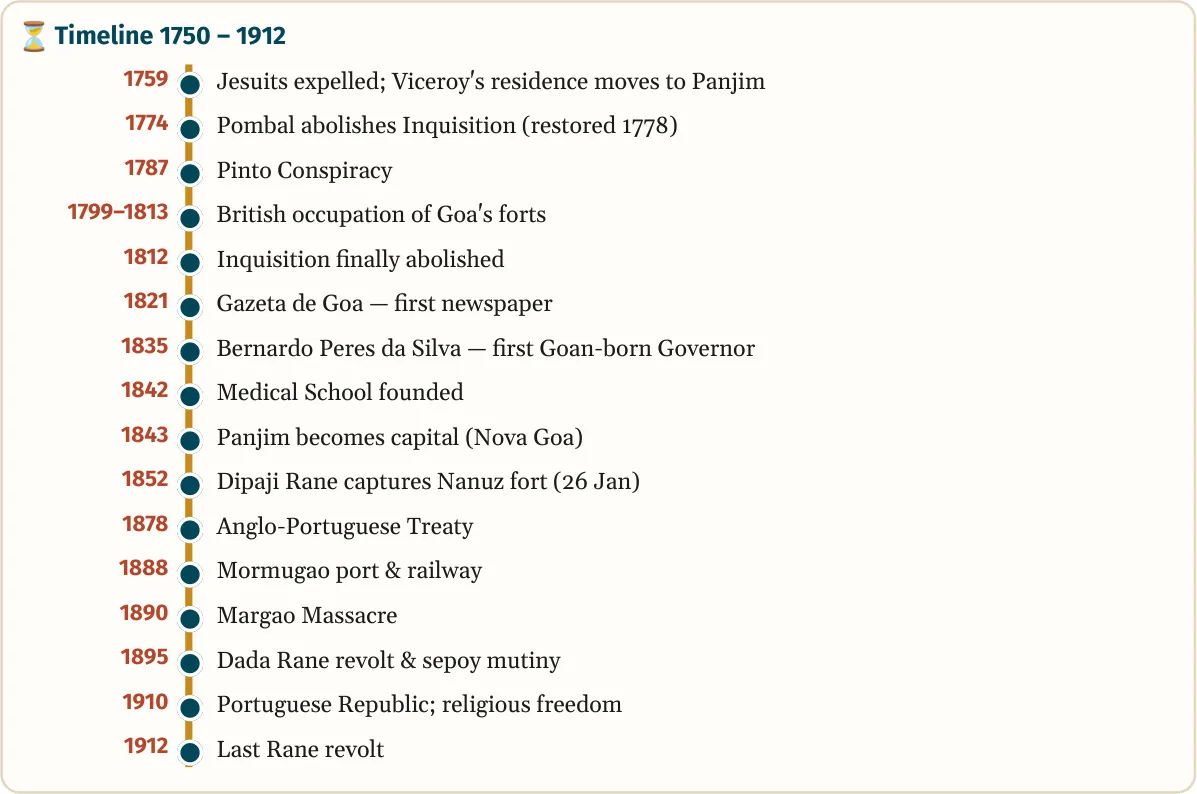 ⏳ Timeline 1750 – 1912
1759 Jesuits expelled; Viceroy's residence moves to Panjim
1774 Pombal abolishes Inquisition (restored 1778)
1787 Pinto Conspiracy
1799–1813 British occupation of Goa's forts
1812 Inquisition finally abolished
1821 Gazeta de Goa — first newspaper
1835 Bernardo Peres da Silva — first Goan-born Governor
1842 Medical School founded
1843 Panjim becomes capital (Nova Goa)
1852 Dipaji Rane captures Nanuz fort (26 Jan)
1878 Anglo-Portuguese Treaty
1888 Mormugao port & railway
1890 Margao Massacre
1895 Dada Rane revolt & sepoy mutiny
1910 Portuguese Republic; religious freedom
1912 Last Rane revolt